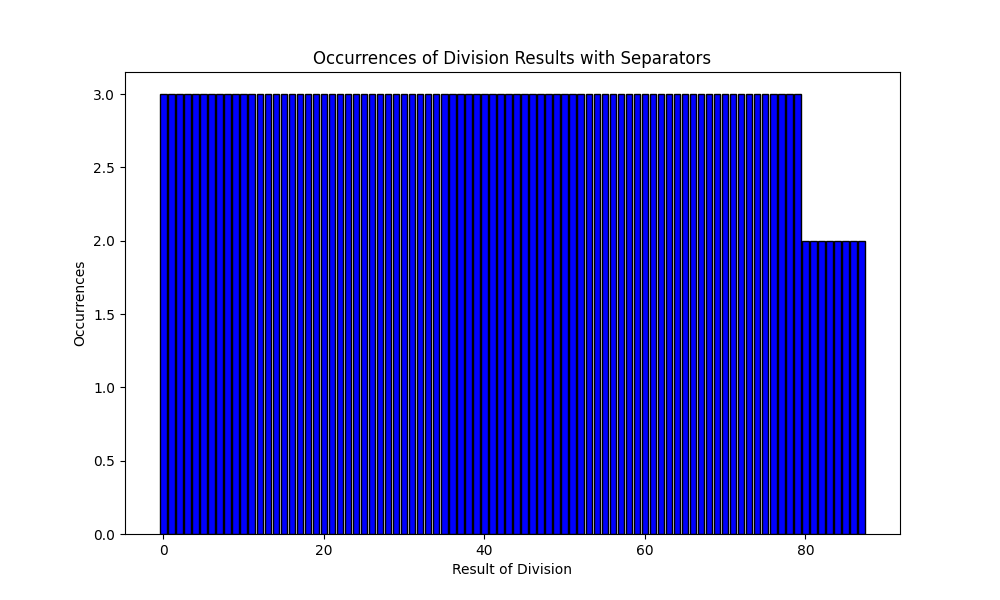 Occurrences of Division Results with Separators
3.0
2.5
2.0
1.5
1.0
0.5
0.0
Occurrences
0 20 40 60 80
Result of Division